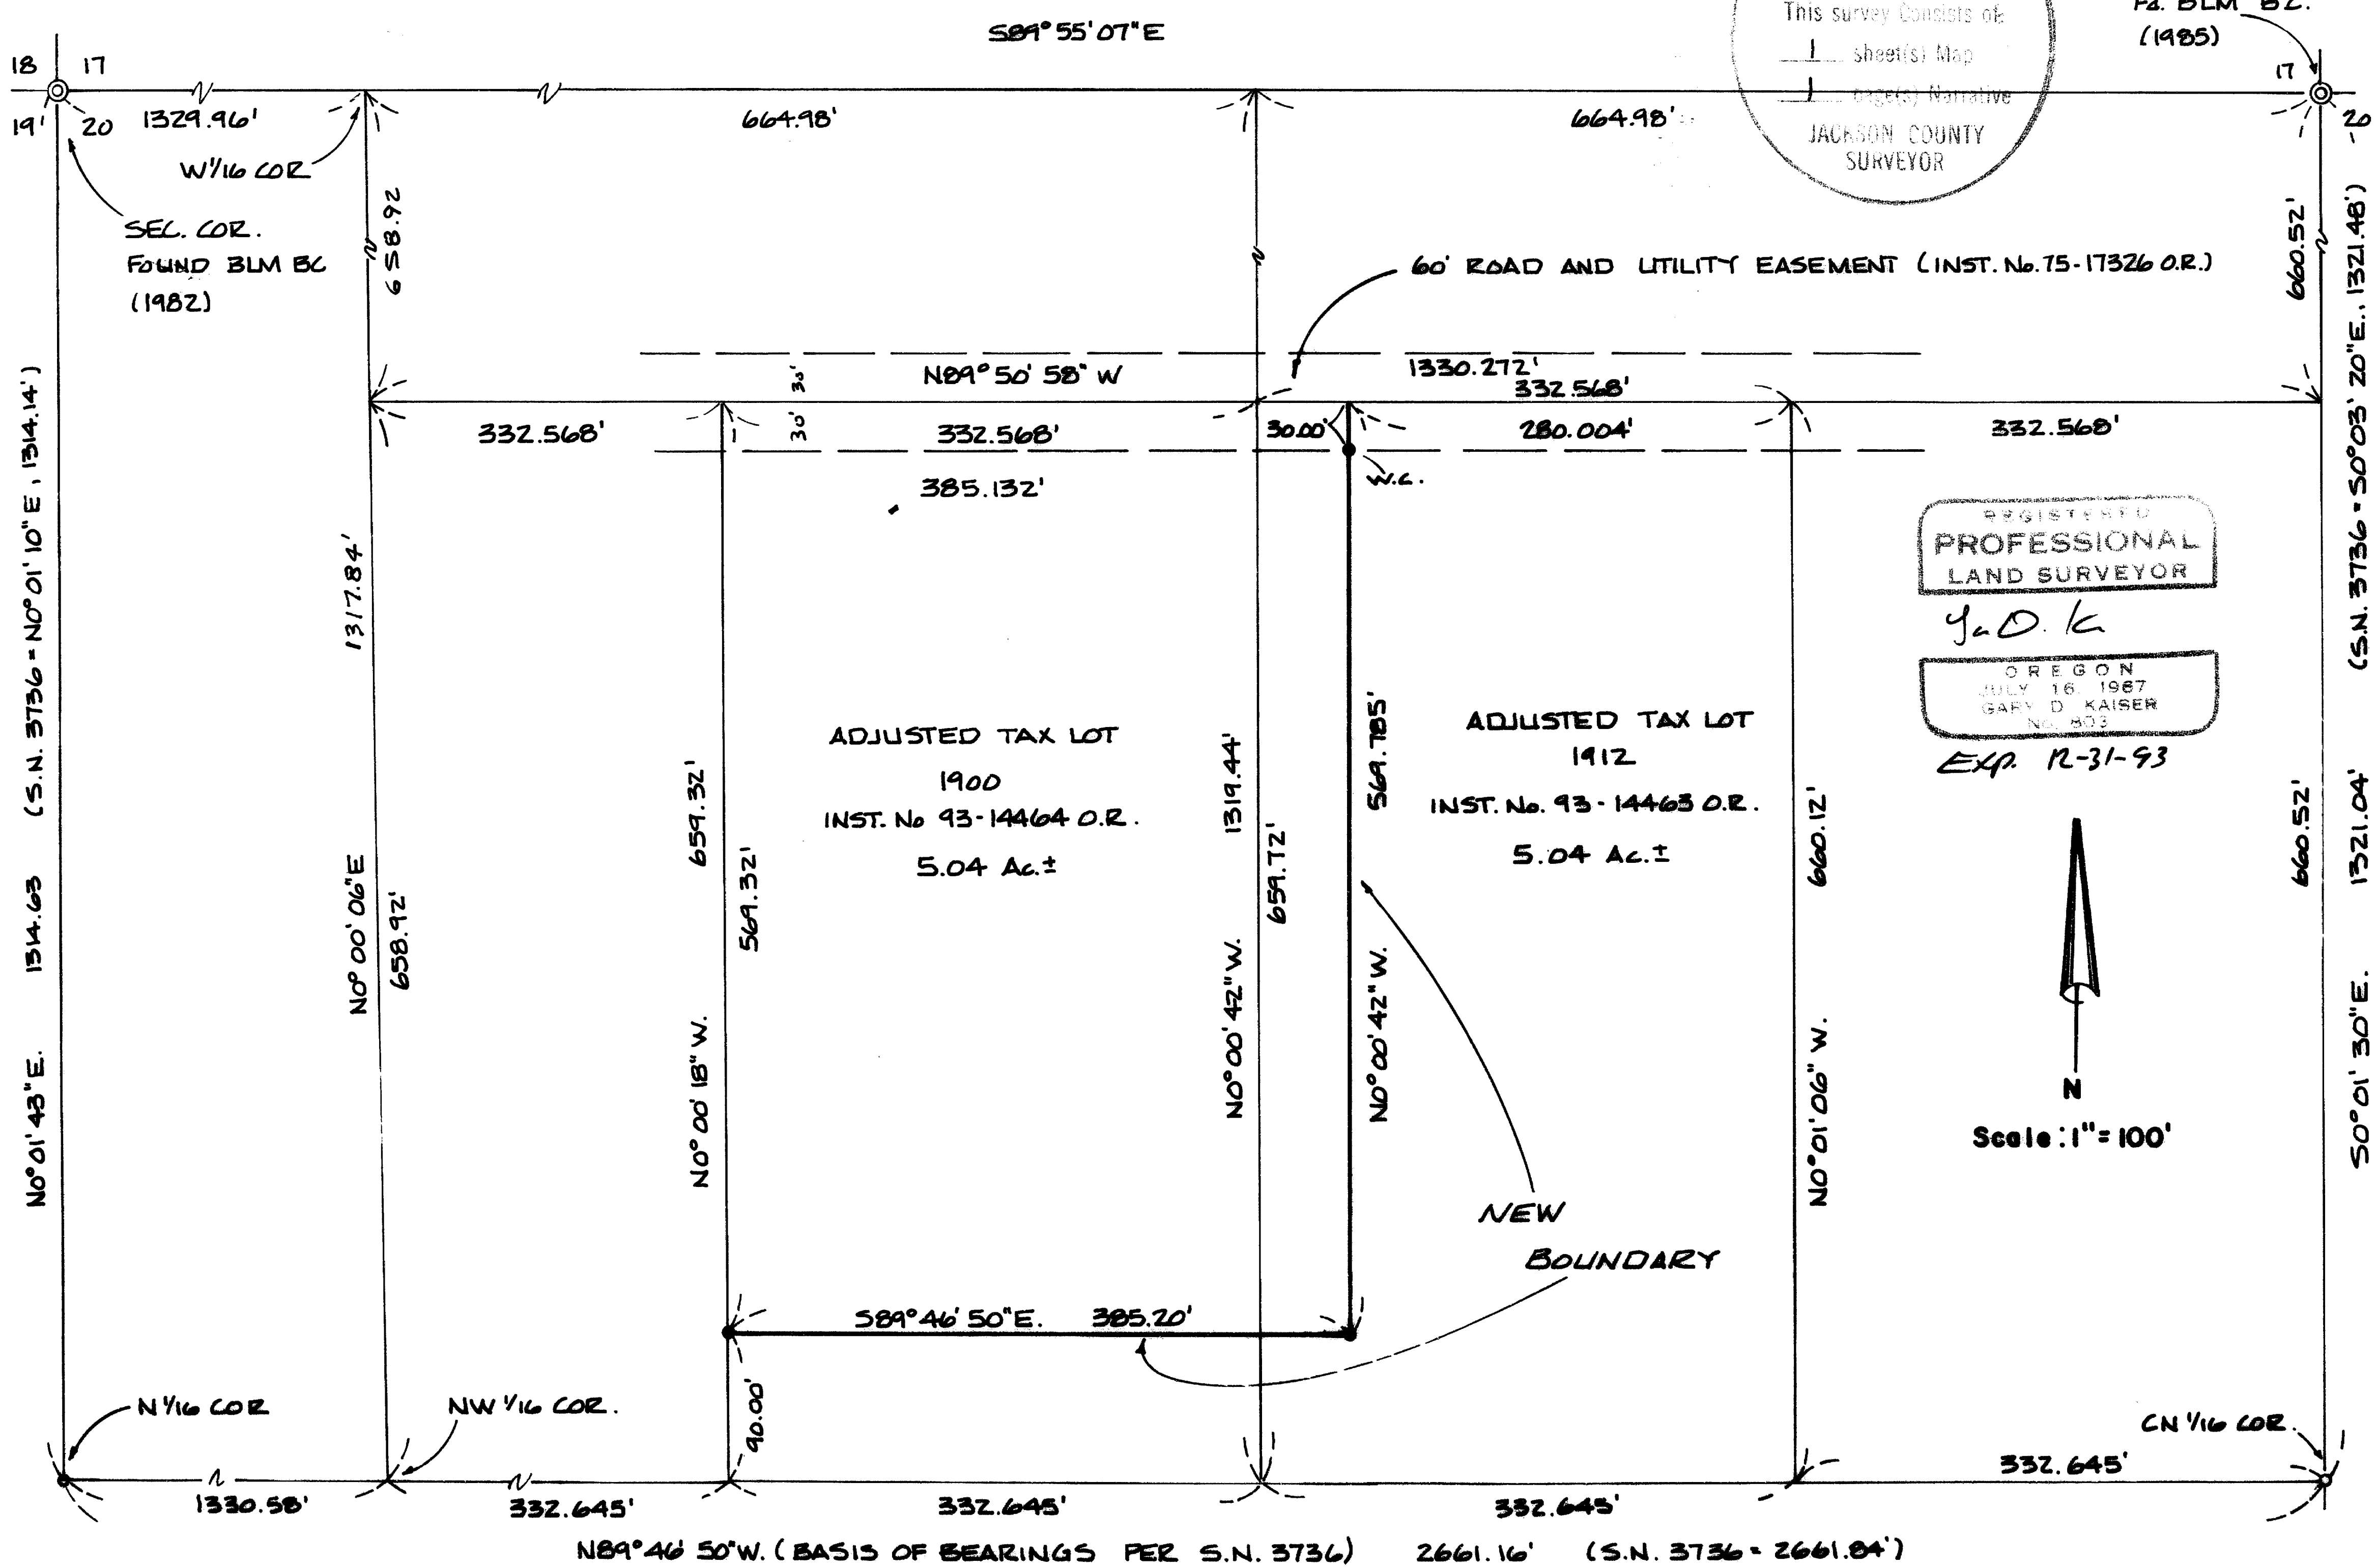 S89°55'07"E
This survey Consists of:
1 sheet(s) Map
1 page(s) Narrative
JACKSON COUNTY
SURVEYOR
Fd. BLM BC.
(1985)
18 17
19 20
17
20
1329.96'
664.98'
664.98'
W 1/16 COR
SEC. COR.
FOUND BLM BC
(1982)
658.92
660.52'
60' ROAD AND UTILITY EASEMENT (INST. No. 75-17326 O.R.)
N89°50'58"W
1330.272'
30'
30'
332.568'
332.568'
332.568'
30.00'
280.004'
332.568'
W.C.
385.132'
N0°01'43"E. 1314.63 (S.N. 3736 = N0°01'10"E, 1314.14')
N0°00'06"E 1317.84'
658.92'
N0°00'18"W. 659.32'
569.32'
ADJUSTED TAX LOT
1900
INST. No 93-14464 O.R.
5.04 Ac.±
N0°00'42"W. 1319.44'
659.72'
N0°00'42"W. 569.785'
ADJUSTED TAX LOT
1912
INST. No. 93-14463 O.R.
5.04 Ac.±
N0°01'06"W. 660.12'
REGISTERED
PROFESSIONAL
LAND SURVEYOR
OREGON
JULY 16, 1987
GARY D. KAISER
No. 803
EXP. 12-31-93
N
Scale: 1"=100'
660.52'
S0°01'30"E. 1321.04' (S.N. 3736 = S0°03'20"E., 1321.48')
NEW
BOUNDARY
S89°46'50"E. 385.20'
90.00'
N 1/16 COR
NW 1/16 COR.
CN 1/16 COR.
1330.58'
332.645'
332.645'
332.645'
332.645'
N89°46'50"W. (BASIS OF BEARINGS PER S.N. 3736) 2661.16' (S.N. 3736 = 2661.84')